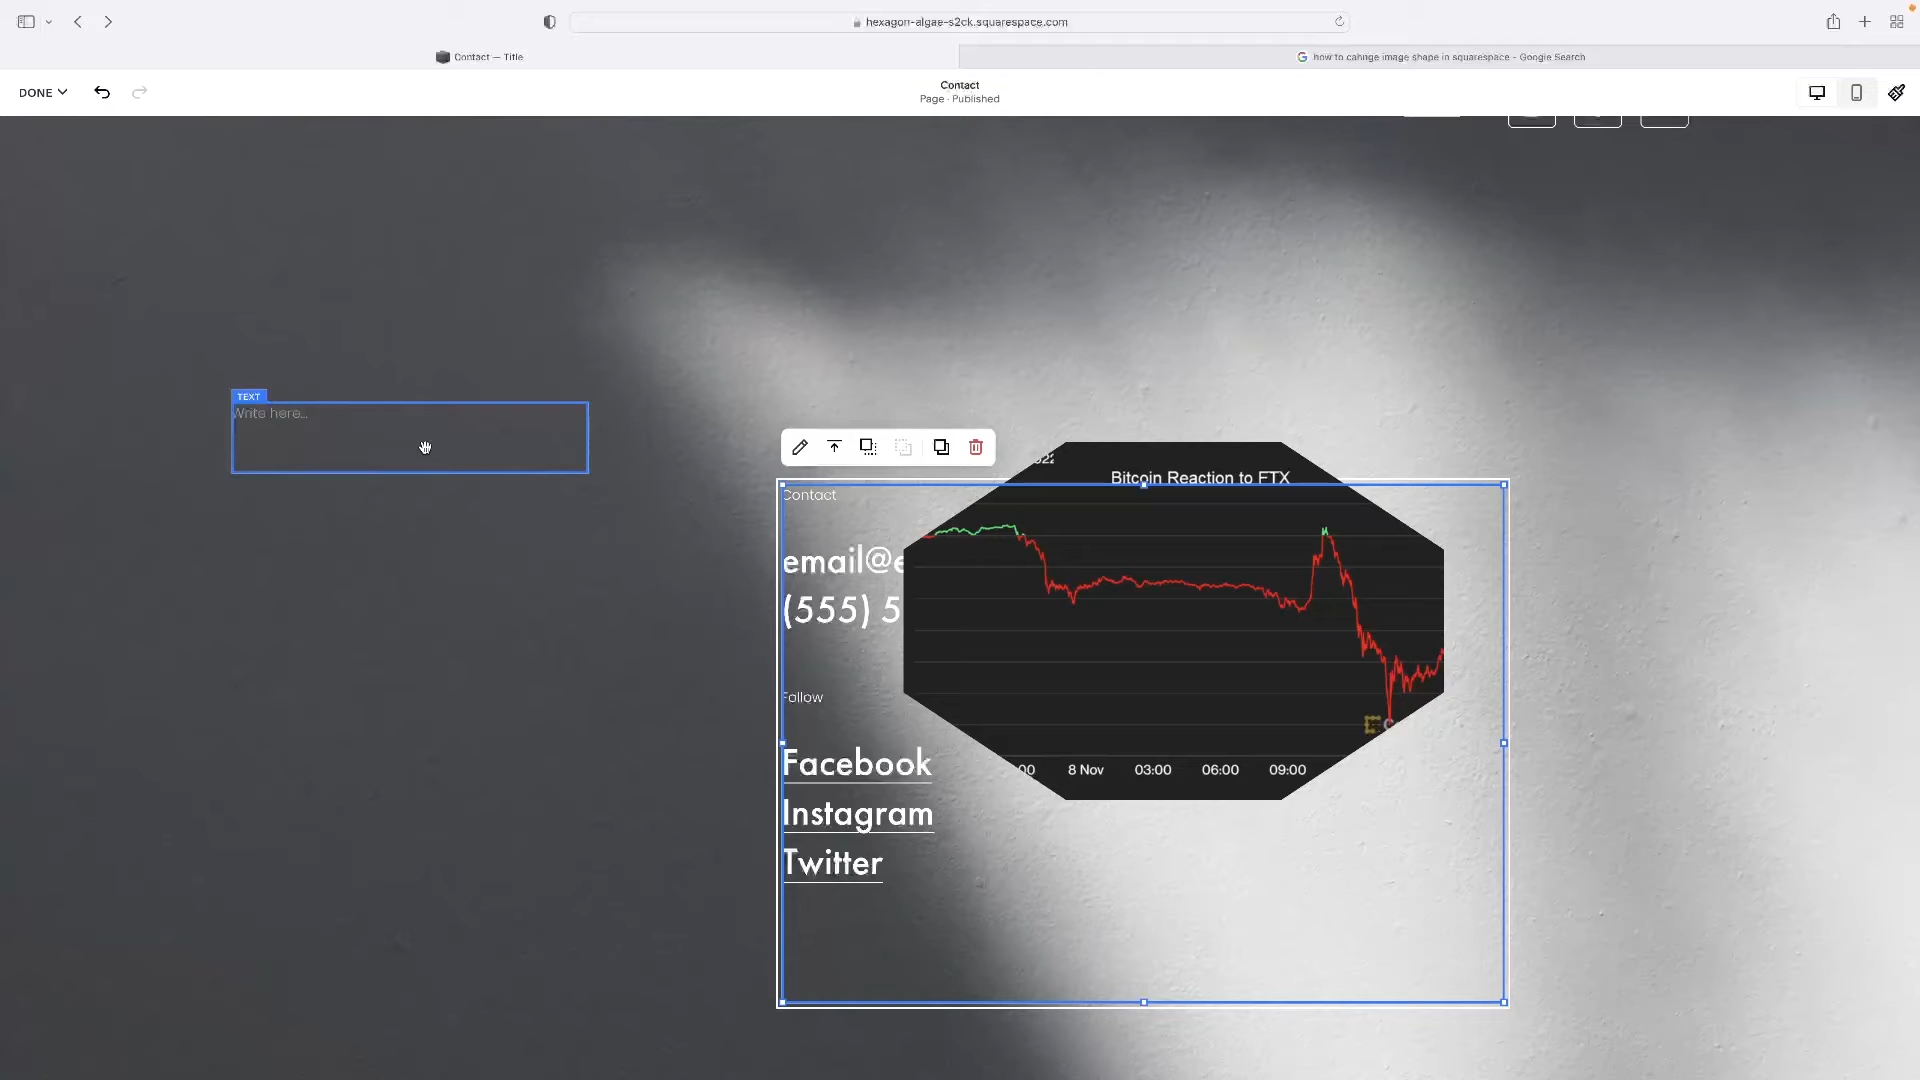 hexagon-algae-s2ck.squarespace.com
Contact — Title
how to cahnge image shape in squarespace - Google Search
DONE
Contact
Page · Published
TEXT
Write here...
Bitcoin Reaction to FTX
Contact
email@e
(555) 5
Follow
Facebook
Instagram
Twitter
00 8 Nov 03:00 06:00 09:00